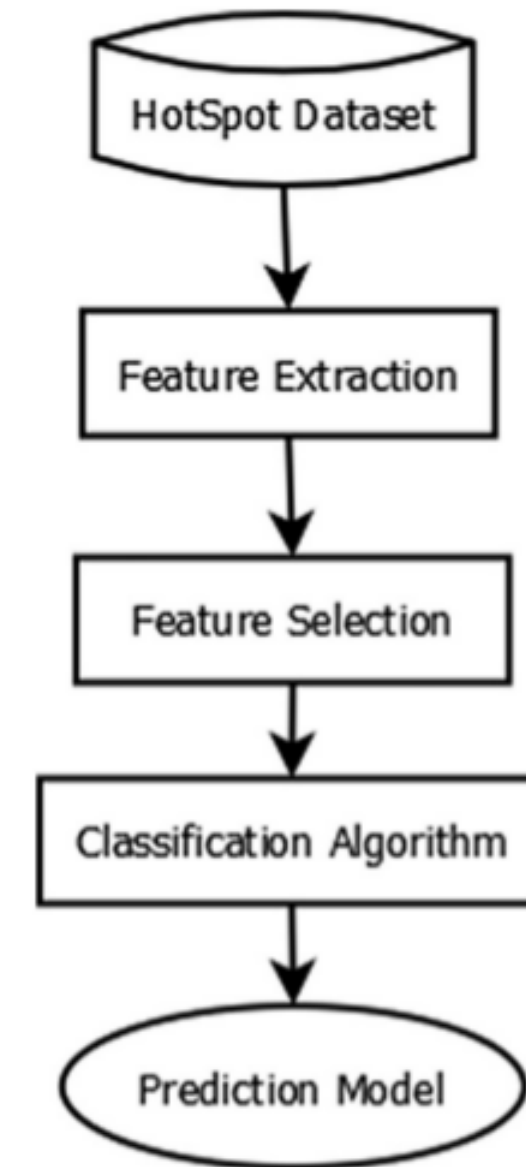 HotSpot Dataset
Feature Extraction
Feature Selection
Classification Algorithm
Prediction Model